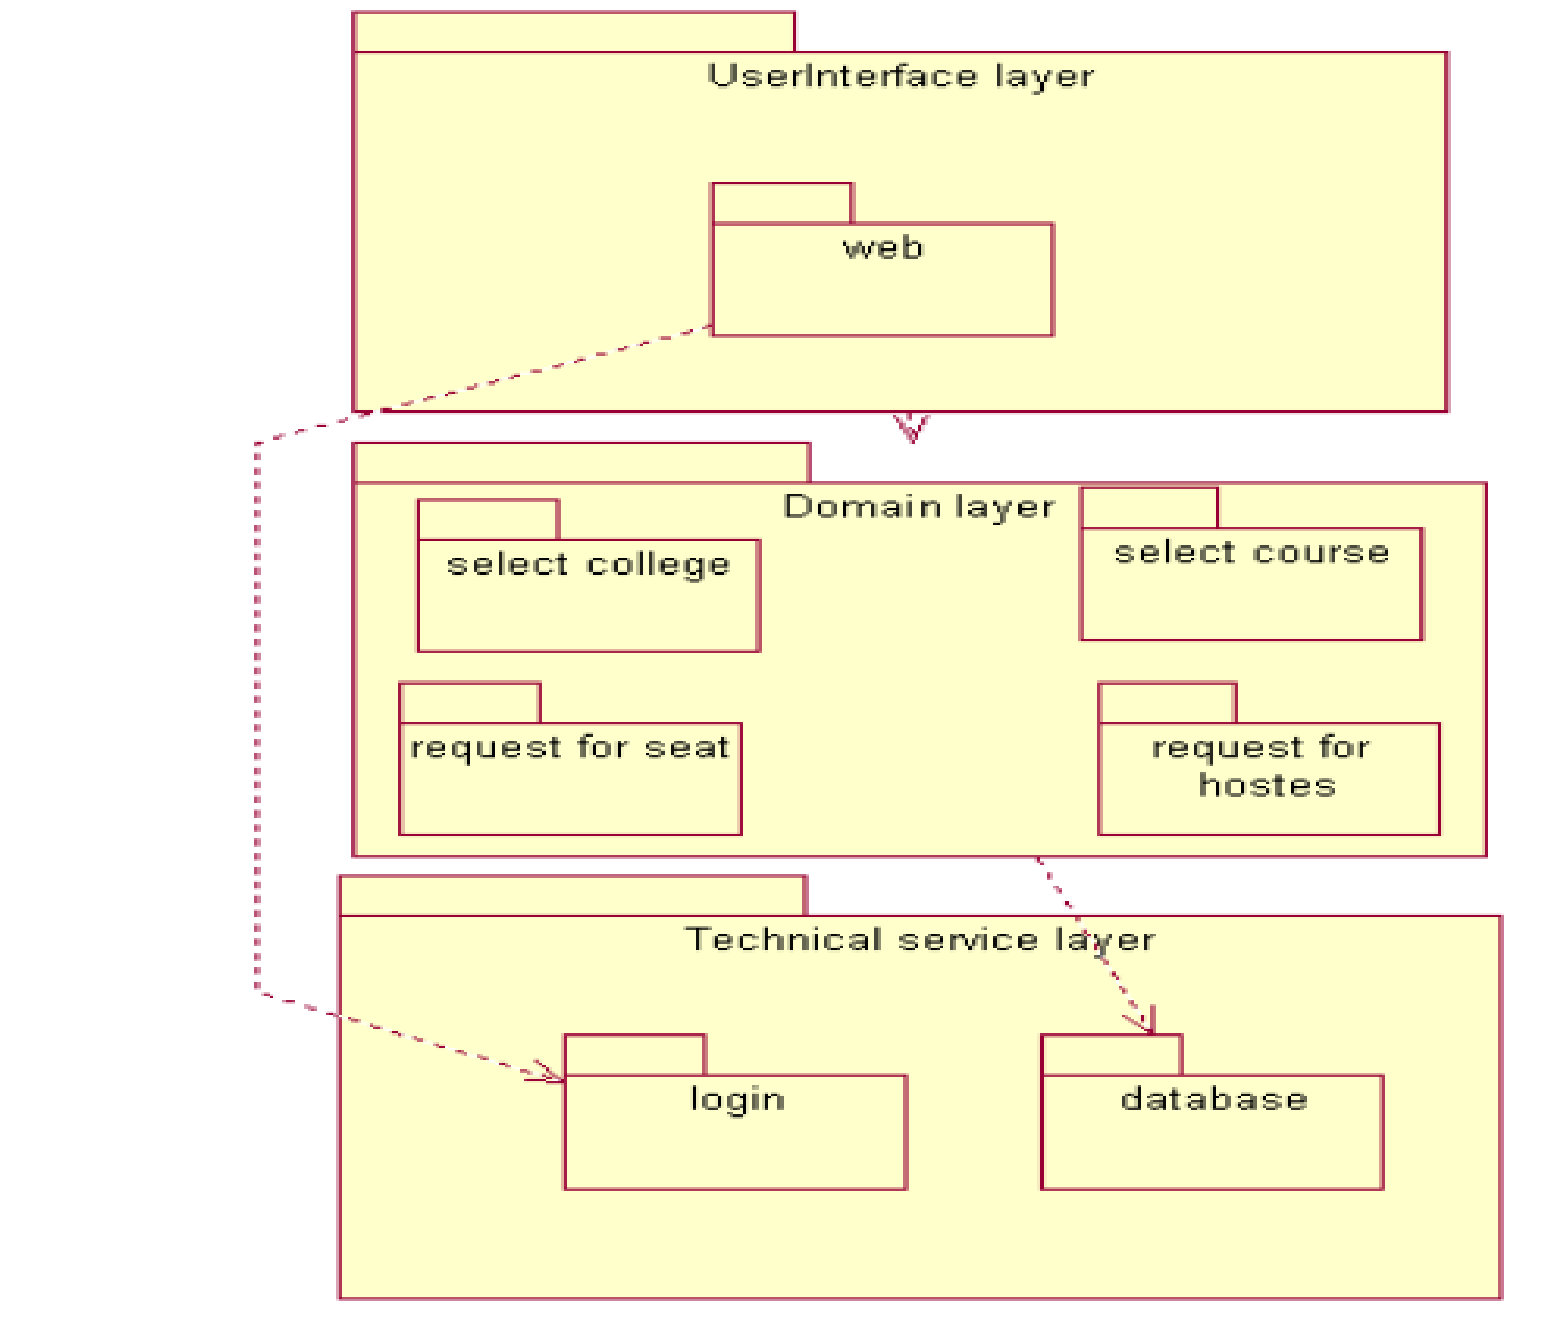 UserInterface layer
web
Domain layer
select college
select course
request for seat
request for
hostes
Technical service layer
login
database